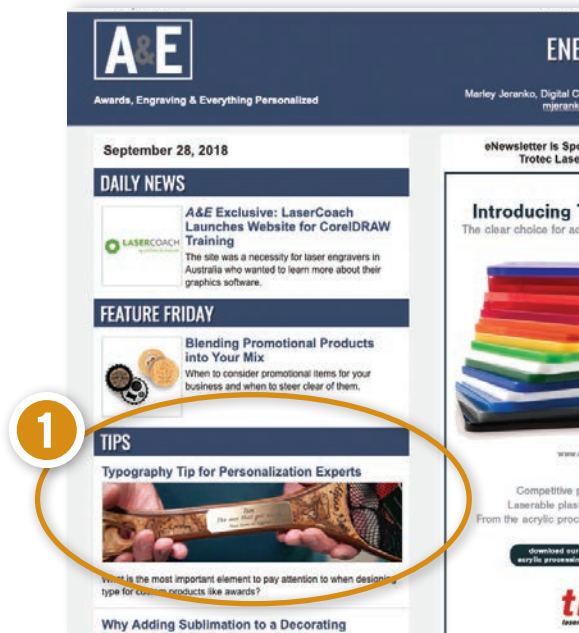 A&E
Awards, Engraving & Everything Personalized
ENE
Marley Jeranko, Digital C
mjerank
September 28, 2018
DAILY NEWS
LASERCOACH
A&E Exclusive: LaserCoach
Launches Website for CorelDRAW
Training
The site was a necessity for laser engravers in
Australia who wanted to learn more about their
graphics software.
FEATURE FRIDAY
Blending Promotional Products
into Your Mix
When to consider promotional items for your
business and when to steer clear of them.
1
TIPS
Typography Tip for Personalization Experts
What is the most important element to pay attention to when designing
type for custom products like awards?
Why Adding Sublimation to a Decorating
eNewsletter Is Spo
Trotec Lase
Introducing T
The clear choice for ac
www.
Competitive p
Laserable plast
From the acrylic proc
download our
acrylic processin
t
laser